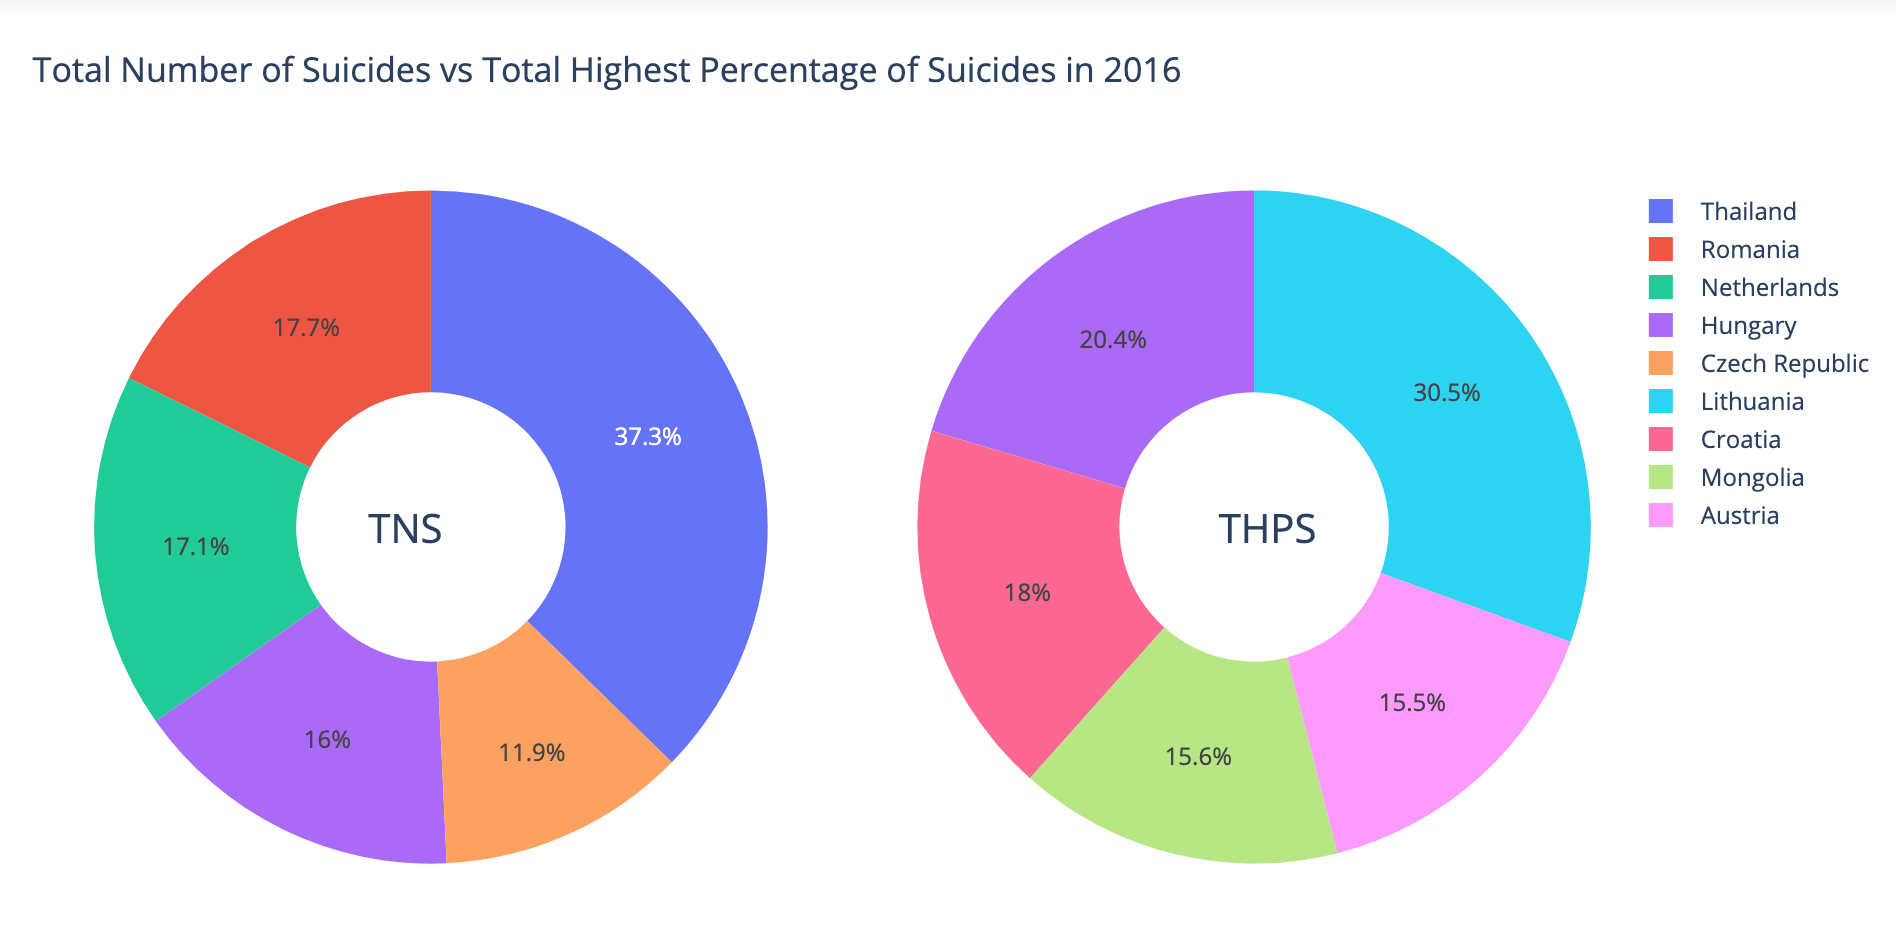 Total Number of Suicides vs Total Highest Percentage of Suicides in 2016
17.7%
37.3%
17.1%
16%
11.9%
TNS
20.4%
30.5%
18%
15.5%
15.6%
THPS
Thailand
Romania
Netherlands
Hungary
Czech Republic
Lithuania
Croatia
Mongolia
Austria